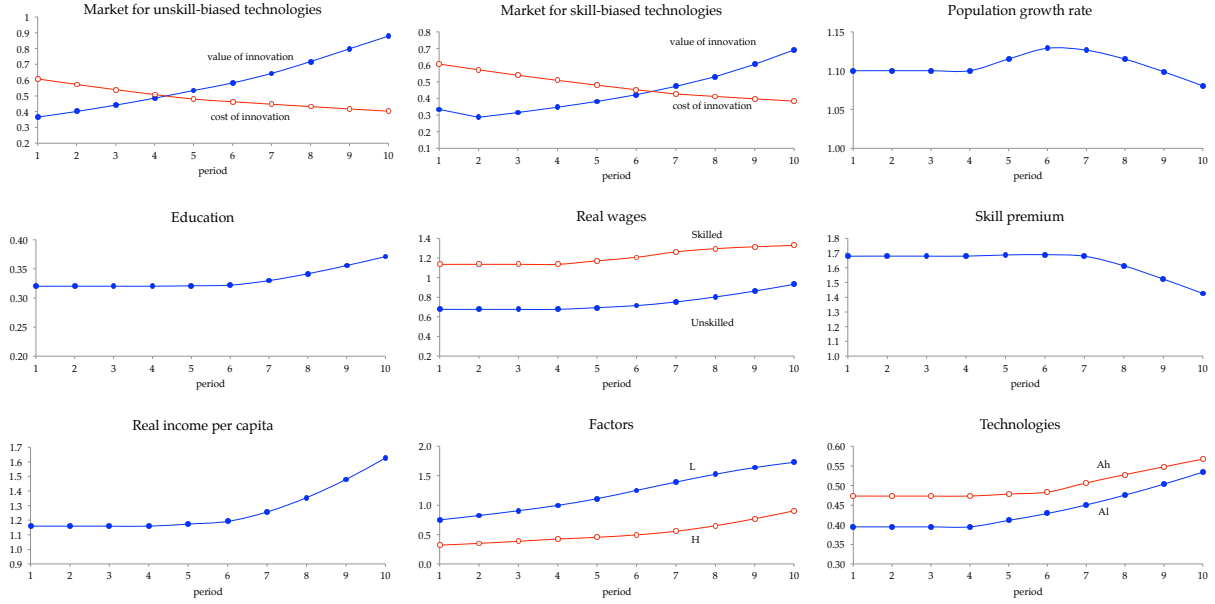 Market for unskill-biased technologies
1
0.9
0.8
0.7
0.6
0.5
0.4
0.3
0.2
value of innovation
cost of innovation
1 2 3 4 5 6 7 8 9 10
period
Market for skill-biased technologies
0.8
0.7
0.6
0.5
0.4
0.3
0.2
0.1
value of innovation
cost of innovation
1 2 3 4 5 6 7 8 9 10
period
Population growth rate
1.15
1.10
1.05
1.00
1 2 3 4 5 6 7 8 9 10
period
Education
0.40
0.35
0.30
0.25
0.20
1 2 3 4 5 6 7 8 9 10
period
Real wages
1.4
1.2
1
0.8
0.6
0.4
0.2
Skilled
Unskilled
1 2 3 4 5 6 7 8 9 10
period
Skill premium
1.8
1.7
1.6
1.5
1.4
1.3
1.2
1.1
1.0
1 2 3 4 5 6 7 8 9 10
period
Real income per capita
1.7
1.6
1.5
1.4
1.3
1.2
1.1
1.0
0.9
1 2 3 4 5 6 7 8 9 10
period
Factors
2.0
1.5
1.0
0.5
0.0
L
H
1 2 3 4 5 6 7 8 9 10
period
Technologies
0.60
0.55
0.50
0.45
0.40
0.35
0.30
Ah
Al
1 2 3 4 5 6 7 8 9 10
period